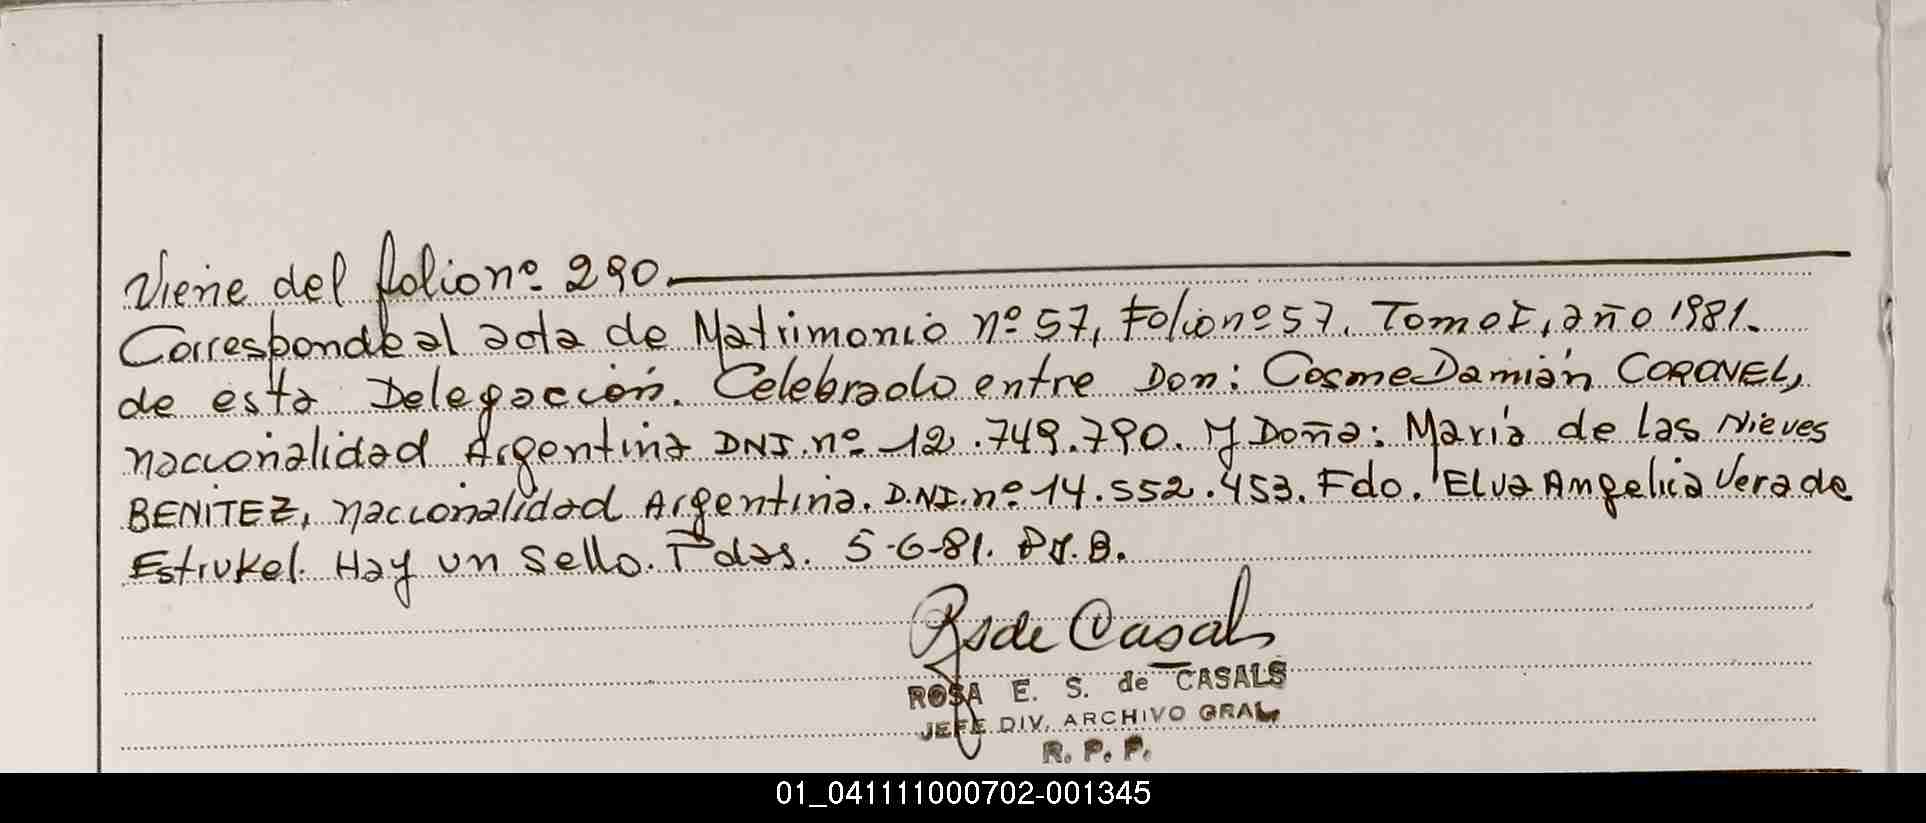 Viene del folio nº 290.
Corresponde al acta de Matrimonio nº 57, Folio nº 57, Tomo I, año 1981.
de esta Delegación. Celebrado entre Don: Cosme Damián CORONEL,
nacionalidad Argentina DNI. nº 12.749.790. y Doña: María de las Nieves
BENITEZ, nacionalidad Argentina. D.NI. nº 14.552.453. Fdo. Elva Angelica Vera de
Estrukel. Hay un sello. Pdas. 5-6-81.
R s de Casals
ROSA E. S. de CASALS
JEFE DIV. ARCHIVO GRAL.
R. P. P.
01_041111000702-001345